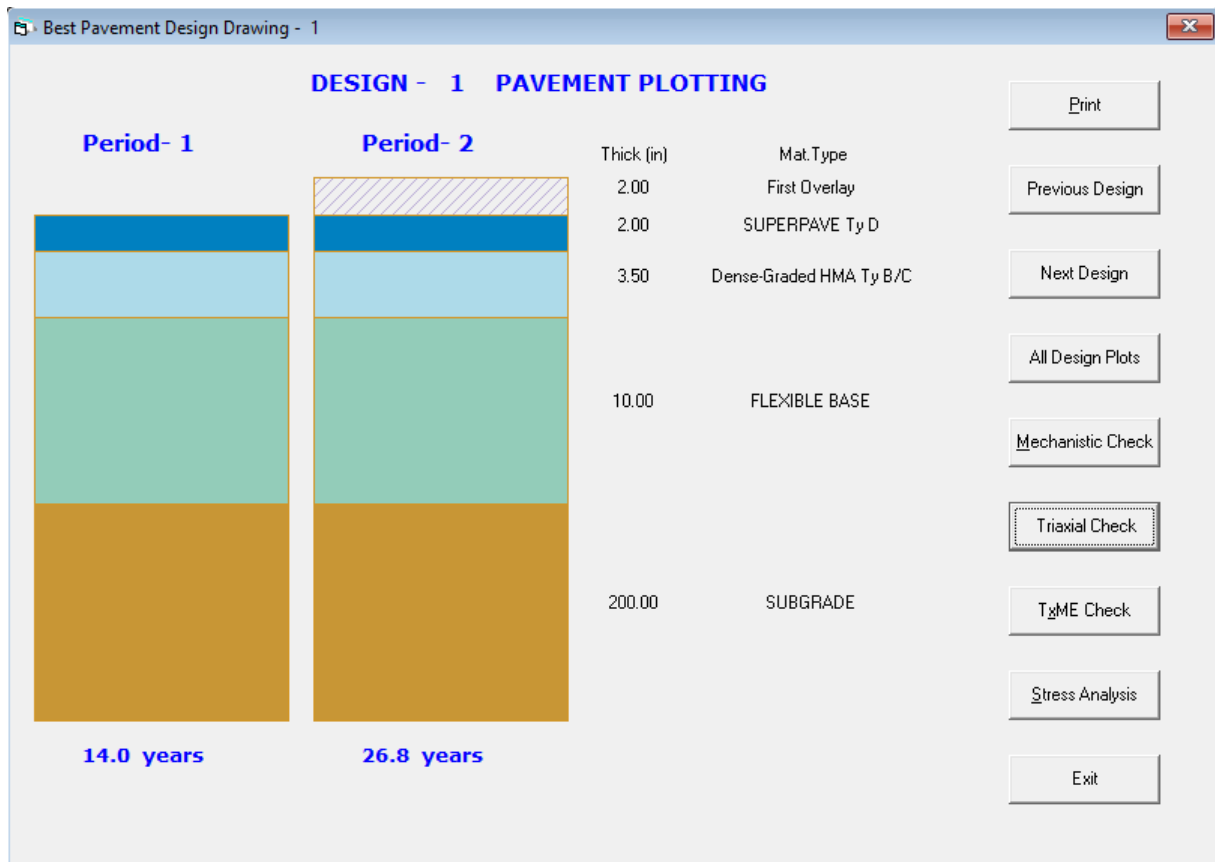 Best Pavement Design Drawing - 1
DESIGN - 1 PAVEMENT PLOTTING
Period- 1
Period- 2
Thick (in) Mat.Type
2.00 First Overlay
2.00 SUPERPAVE Ty D
3.50 Dense-Graded HMA Ty B/C
10.00 FLEXIBLE BASE
200.00 SUBGRADE
14.0 years
26.8 years
Print
Previous Design
Next Design
All Design Plots
Mechanistic Check
Triaxial Check
TxME Check
Stress Analysis
Exit